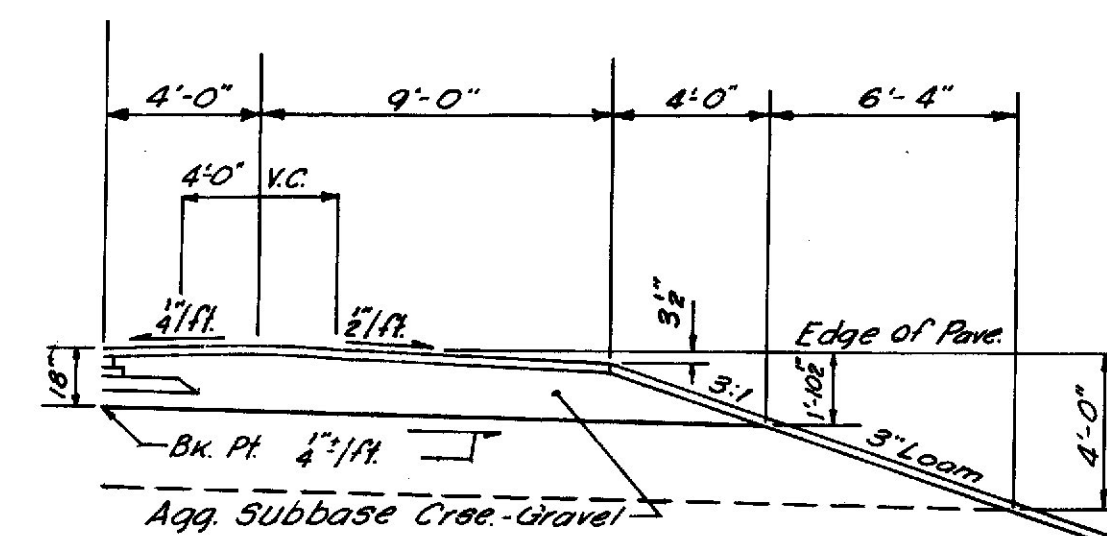 4'-0" 9'-0" 4'-0" 6'-4"
4'-0" V.C.
1/4"/ft. 1/2"/ft. 3 1/2" Edge of Pave.
18" 3:1 1'-10 1/2" 4'-0"
Bk. Pt. 1/4"±/ft. 3" Loam
Agg. Subbase Crse.-Gravel